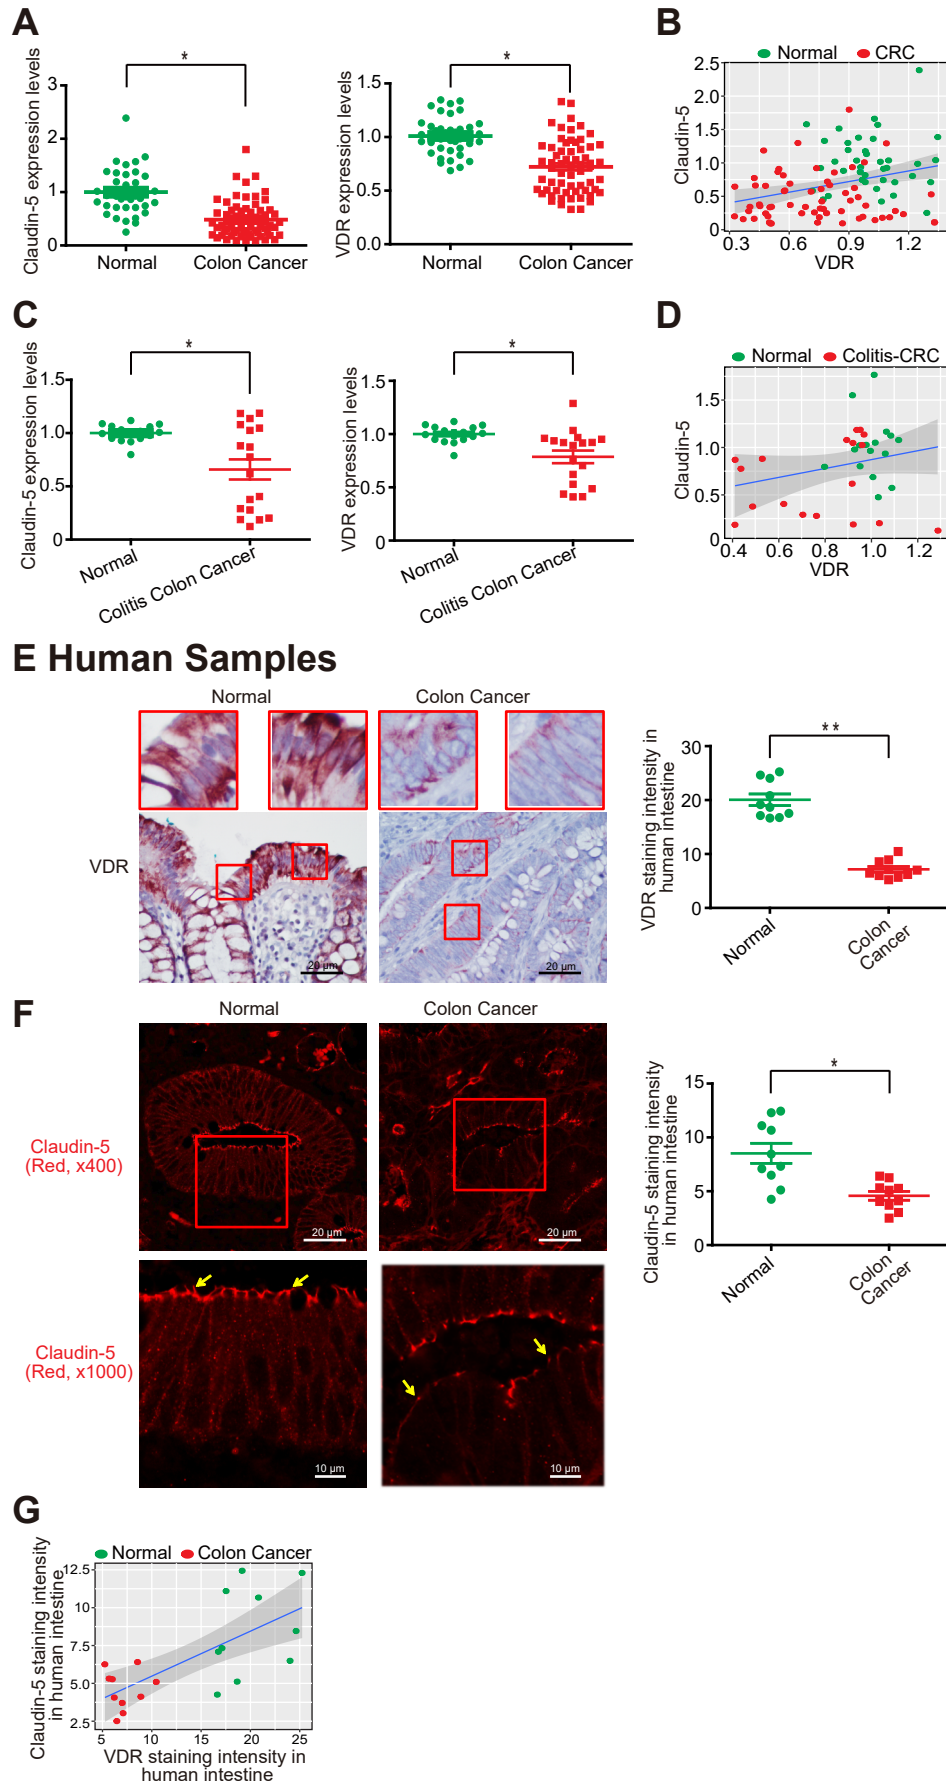 A
*
Claudin-5 expression levels
3
2
1
0
Normal
Colon Cancer
*
VDR expression levels
1.5
1.0
0.5
0.0
Normal
Colon Cancer
B
Normal
CRC
Claudin-5
2.5
2.0
1.5
1.0
0.5
0
0.3
0.6
0.9
1.2
VDR
C
*
Claudin-5 expression levels
1.5
1.0
0.5
0
Normal
Colitis Colon Cancer
*
VDR expression levels
1.5
1.0
0.5
0
Normal
Colitis Colon Cancer
D
Normal
Colitis-CRC
Claudin-5
1.5
1.0
0.5
0
0.4
0.6
0.8
1.0
1.2
VDR
E Human Samples
Normal
Colon Cancer
VDR
20 µm
20 µm
**
VDR staining intensity in
human intestine
30
20
10
0
Normal
Colon
Cancer
F
Normal
Colon Cancer
Claudin-5
(Red, x400)
20 µm
20 µm
Claudin-5
(Red, x1000)
10 µm
10 µm
*
Claudin-5 staining intensity
in human intestine
15
10
5
0
Normal
Colon
Cancer
G
Normal
Colon Cancer
Claudin-5 staining intensity
in human intestine
12.5
10.0
7.5
5.0
2.5
5
10
15
20
25
VDR staining intensity in
human intestine